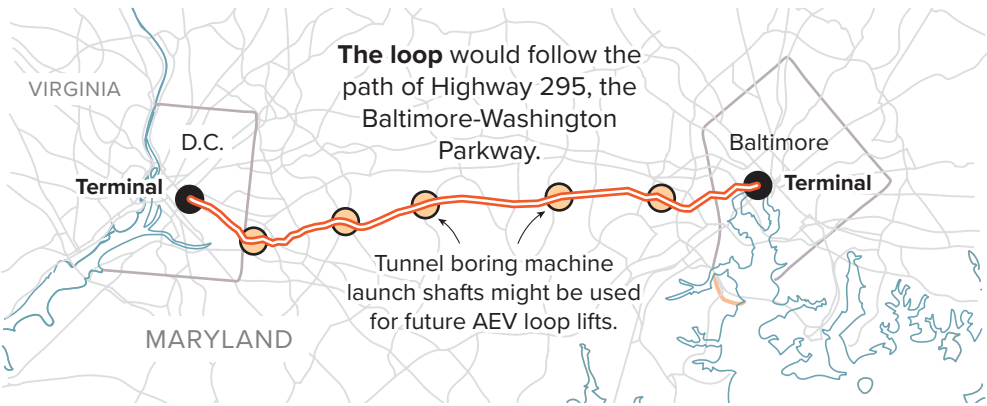 The loop would follow the
path of Highway 295, the
Baltimore-Washington
Parkway.
VIRGINIA
D.C.
Baltimore
Terminal
Terminal
Tunnel boring machine
launch shafts might be used
for future AEV loop lifts.
MARYLAND